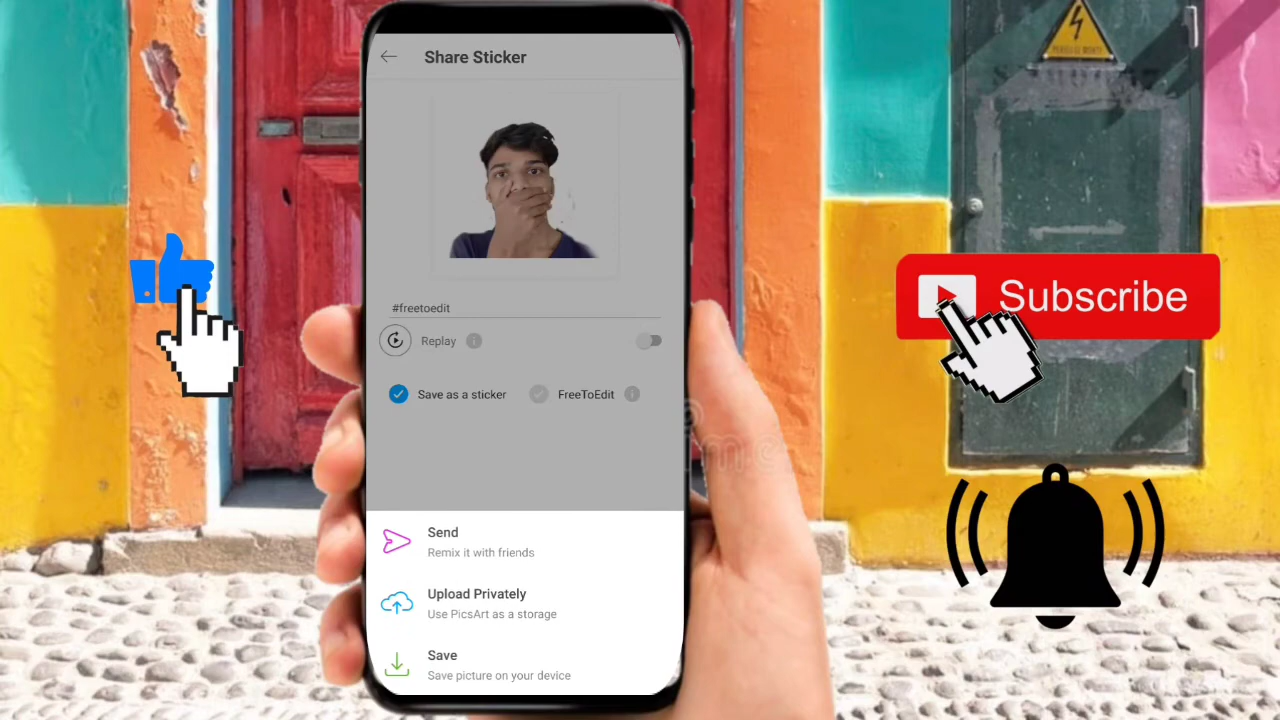 Share Sticker
#freetoedit
Replay
Save as a sticker
FreeToEdit
Send
Remix it with friends
Upload Privately
Use PicsArt as a storage
Save
Save picture on your device
Subscribe